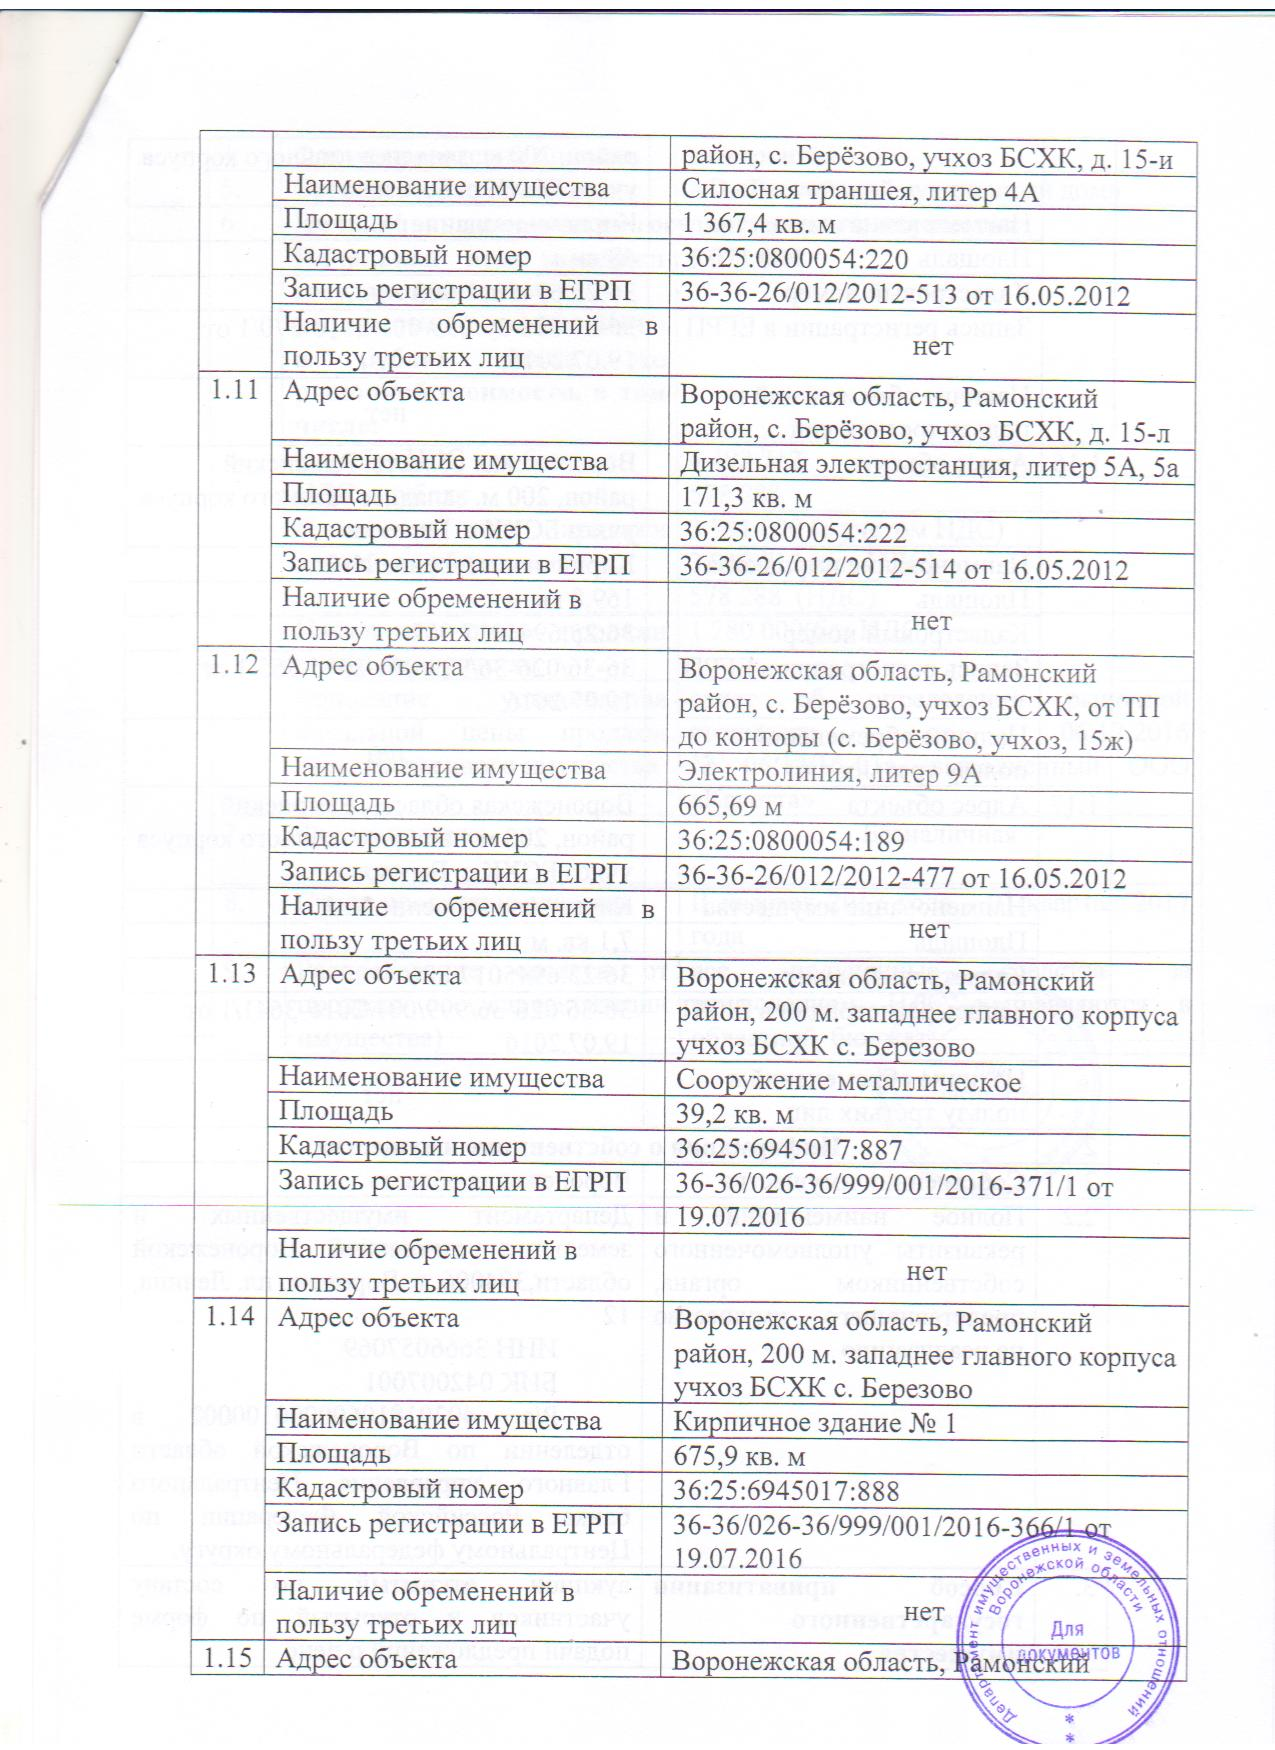 район, с. Берёзово, учхоз БСХК, д. 15-и
Наименование имущества Силосная траншея, литер 4А
Площадь 1 367,4 кв. м
Кадастровый номер 36:25:0800054:220
Запись регистрации в ЕГРП 36-36-26/012/2012-513 от 16.05.2012
Наличие обременений в
пользу третьих лиц нет
1.11 Адрес объекта Воронежская область, Рамонский
район, с. Берёзово, учхоз БСХК, д. 15-л
Наименование имущества Дизельная электростанция, литер 5А, 5а
Площадь 171,3 кв. м
Кадастровый номер 36:25:0800054:222
Запись регистрации в ЕГРП 36-36-26/012/2012-514 от 16.05.2012
Наличие обременений в
пользу третьих лиц нет
1.12 Адрес объекта Воронежская область, Рамонский
район, с. Берёзово, учхоз БСХК, от ТП
до конторы (с. Берёзово, учхоз, 15ж)
Наименование имущества Электролиния, литер 9А
Площадь 665,69 м
Кадастровый номер 36:25:0800054:189
Запись регистрации в ЕГРП 36-36-26/012/2012-477 от 16.05.2012
Наличие обременений в
пользу третьих лиц нет
1.13 Адрес объекта Воронежская область, Рамонский
район, 200 м. западнее главного корпуса
учхоз БСХК с. Березово
Наименование имущества Сооружение металлическое
Площадь 39,2 кв. м
Кадастровый номер 36:25:6945017:887
Запись регистрации в ЕГРП 36-36/026-36/999/001/2016-371/1 от
19.07.2016
Наличие обременений в
пользу третьих лиц нет
1.14 Адрес объекта Воронежская область, Рамонский
район, 200 м. западнее главного корпуса
учхоз БСХК с. Березово
Наименование имущества Кирпичное здание № 1
Площадь 675,9 кв. м
Кадастровый номер 36:25:6945017:888
Запись регистрации в ЕГРП 36-36/026-36/999/001/2016-366/1 от
19.07.2016
Наличие обременений в
пользу третьих лиц нет
1.15 Адрес объекта Воронежская область, Рамонский
Департамент имущественных и земельных отношений
Воронежской области
Для
документов